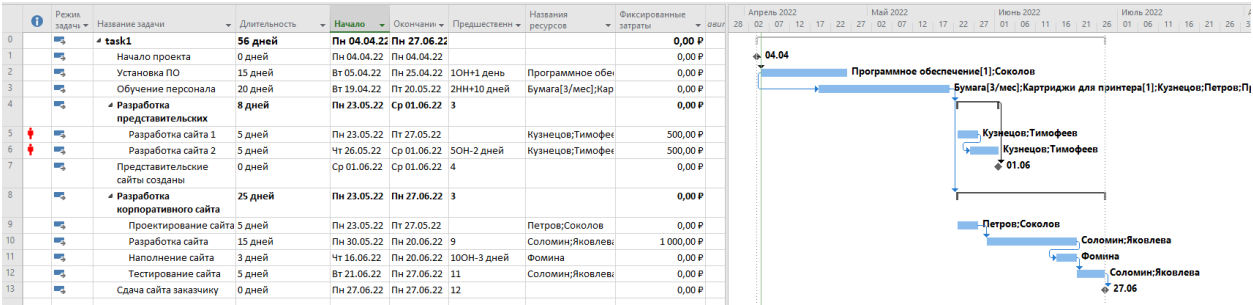 Режим задачи Название задачи Длительность Начало Окончани Предшественн Названия ресурсов Фиксированные затраты
Апрель 2022 Май 2022 Июнь 2022 Июль 2022
28 02 07 12 17 22 27 02 07 12 17 22 27 01 06 11 16 21 26 01 06 11 16 21 26
0 task1 56 дней Пн 04.04.22 Пн 27.06.22 0,00 ₽
1 Начало проекта 0 дней Пн 04.04.22 Пн 04.04.22 0,00 ₽ 04.04
2 Установка ПО 15 дней Вт 05.04.22 Пн 25.04.22 1ОН+1 день Программное обе 0,00 ₽ Программное обеспечение[1];Соколов
3 Обучение персонала 20 дней Вт 19.04.22 Пт 20.05.22 2НН+10 дней Бумага[3/мес];Кар 0,00 ₽ Бумага[3/мес];Картриджи для принтера[1];Кузнецов;Петров;П
4 Разработка представительских 8 дней Пн 23.05.22 Ср 01.06.22 3 0,00 ₽
5 Разработка сайта 1 5 дней Пн 23.05.22 Пт 27.05.22 Кузнецов;Тимофее 500,00 ₽ Кузнецов;Тимофеев
6 Разработка сайта 2 5 дней Чт 26.05.22 Ср 01.06.22 5ОН-2 дней Кузнецов;Тимофее 500,00 ₽ Кузнецов;Тимофеев
7 Представительские сайты созданы 0 дней Ср 01.06.22 Ср 01.06.22 4 0,00 ₽ 01.06
8 Разработка корпоративного сайта 25 дней Пн 23.05.22 Пн 27.06.22 3 0,00 ₽
9 Проектирование сайта 5 дней Пн 23.05.22 Пн 27.05.22 Петров;Соколов 0,00 ₽ Петров;Соколов
10 Разработка сайта 15 дней Пн 30.05.22 Пн 20.06.22 9 Соломин;Яковлева 1 000,00 ₽ Соломин;Яковлева
11 Наполнение сайта 3 дней Чт 16.06.22 Пн 20.06.22 10ОН-3 дней Фомина 0,00 ₽ Фомина
12 Тестирование сайта 5 дней Вт 21.06.22 Пн 27.06.22 11 Соломин;Яковлева 0,00 ₽ Соломин;Яковлева
13 Сдача сайта заказчику 0 дней Пн 27.06.22 Пн 27.06.22 12 0,00 ₽ 27.06